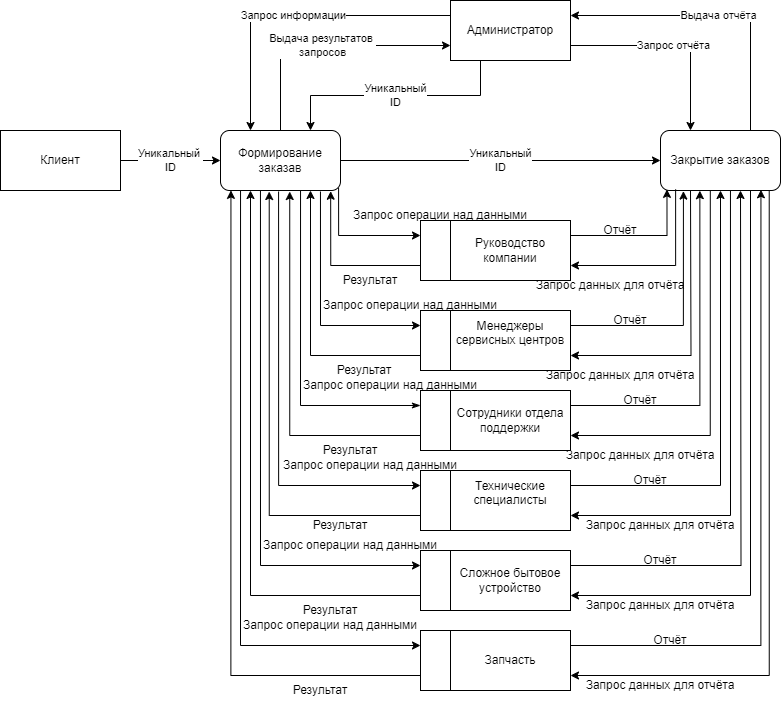 Запрос информации
Администратор
Выдача отчёта
Выдача результатов
запросов
Запрос отчёта
Уникальный
ID
Клиент
Уникальный
ID
Формирование
заказав
Уникальный
ID
Закрытие заказов
Запрос операции над данными
Руководство
компании
Отчёт
Результат
Запрос данных для отчёта
Запрос операции над данными
Менеджеры
сервисных центров
Отчёт
Результат
Запрос данных для отчёта
Запрос операции над данными
Сотрудники отдела
поддержки
Отчёт
Результат
Запрос данных для отчёта
Запрос операции над данными
Технические
специалисты
Отчёт
Результат
Запрос данных для отчёта
Запрос операции над данными
Сложное бытовое
устройство
Отчёт
Результат
Запрос данных для отчёта
Запрос операции над данными
Запчасть
Отчёт
Результат
Запрос данных для отчёта